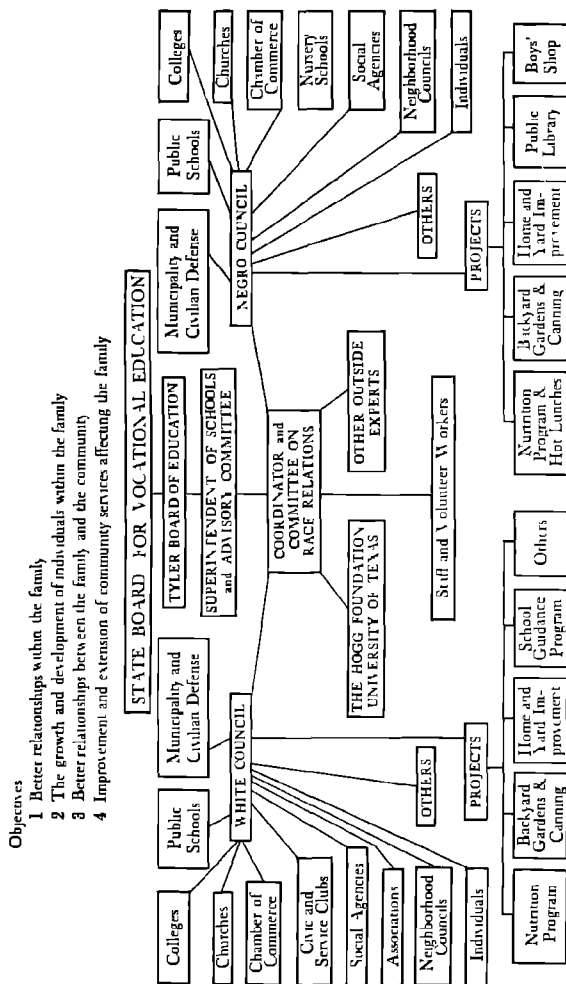 Objectives
1 Better relationships within the family
2 The growth and development of individuals within the family
3 Better relationships between the family and the community
4 Improvement and extension of community services affecting the family
STATE BOARD FOR VOCATIONAL EDUCATION
TYLER BOARD OF EDUCATION
SUPERINTENDENT OF SCHOOLS
and ADVISORY COMMITTEE
COORDINATOR and
COMMITTEE ON
RACE RELATIONS
THE HOGG FOUNDATION
UNIVERSITY OF TEXAS
OTHER OUTSIDE
EXPERTS
Staff and Volunteer Workers
WHITE COUNCIL
Colleges
Public
Schools
Municipality and
Civilian Defense
Churches
Chamber of
Commerce
Civic and
Service Clubs
Social Agencies
Associations
Neighborhood
Councils
Individuals
OTHERS
PROJECTS
Nutrition
Program
Backyard
Gardens &
Canning
Home and
Yard Im-
provement
School
Guidance
Program
Others
NEGRO COUNCIL
Municipality and
Civilian Defense
Public
Schools
Colleges
Churches
Chamber of
Commerce
Nursery
Schools
Social
Agencies
Neighborhood
Councils
Individuals
OTHERS
PROJECTS
Nutrition
Program &
Hot Lunches
Backyard
Gardens &
Canning
Home and
Yard Im-
provement
Public
Library
Boys'
Shop